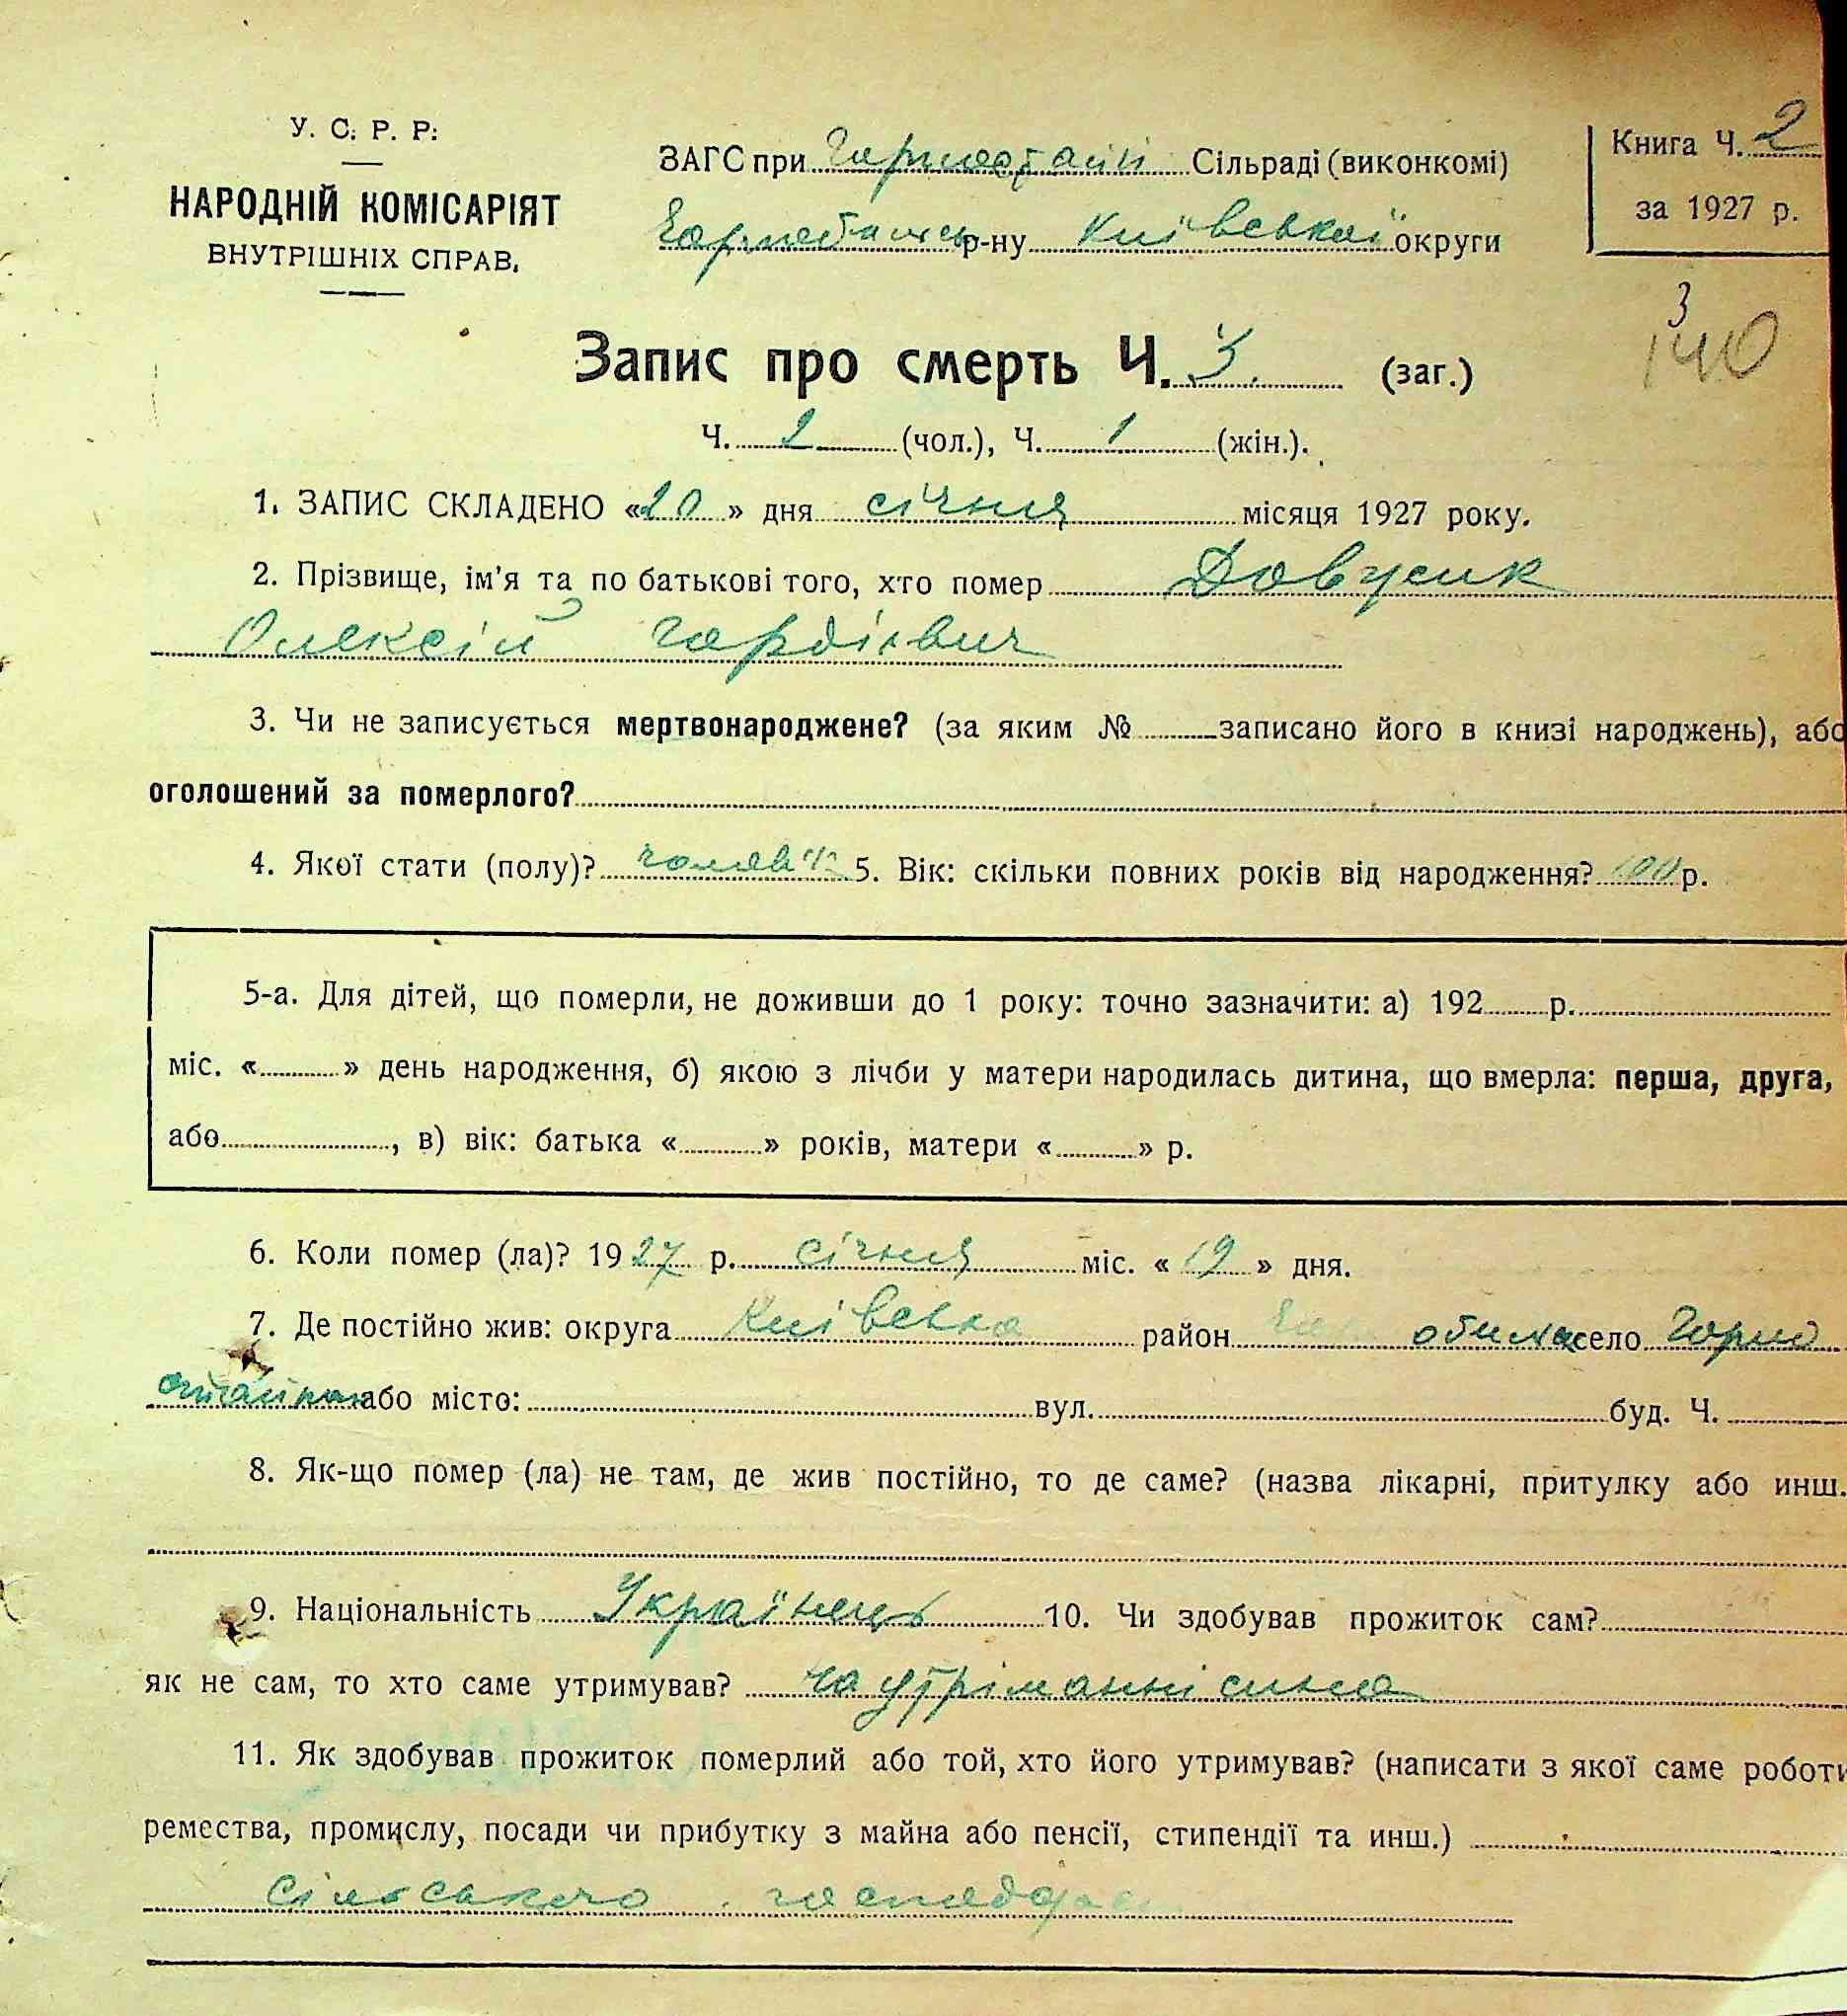 У. С. Р. Р.
НАРОДНІЙ КОМІСАРІЯТ
ВНУТРІШНІХ СПРАВ.
ЗАГС при Горностайп Сільраді (виконкомі)
р-ну Київської округи
Книга Ч. 2
за 1927 р.
3
140
Запис про смерть Ч. 3. (заг.)
Ч. 2 (чол.), Ч. 1 (жін.).
1. ЗАПИС СКЛАДЕНО «20» дня січня місяця 1927 року.
2. Прізвище, ім'я та по батькові того, хто помер Довусик
Олексій Гордієвич
3. Чи не записується мертвонароджене? (за яким № записано його в книзі народжень), або
оголошений за померлого?
4. Якої стати (полу)? 5. Вік: скільки повних років від народження? 100 р.
5-а. Для дітей, що померли, не доживши до 1 року: точно зазначити: а) 192 р.
міс. « » день народження, б) якою з лічби у матери народилась дитина, що вмерла: перша, друга,
або , в) вік: батька « » років, матери « » р.
6. Коли помер (ла)? 1927 р. січня міс. «19» дня.
7. Де постійно жив: округа Київська район село Горно
стайпол або місто: вул. буд. Ч.
8. Як-що помер (ла) не там, де жив постійно, то де саме? (назва лікарні, притулку або инш.
9. Національність Українець 10. Чи здобував прожиток сам?
як не сам, то хто саме утримував? на утріманні сина
11. Як здобував прожиток померлий або той, хто його утримував? (написати з якої саме роботи
ремества, промислу, посади чи прибутку з майна або пенсії, стипендії та инш.)
сільського господар